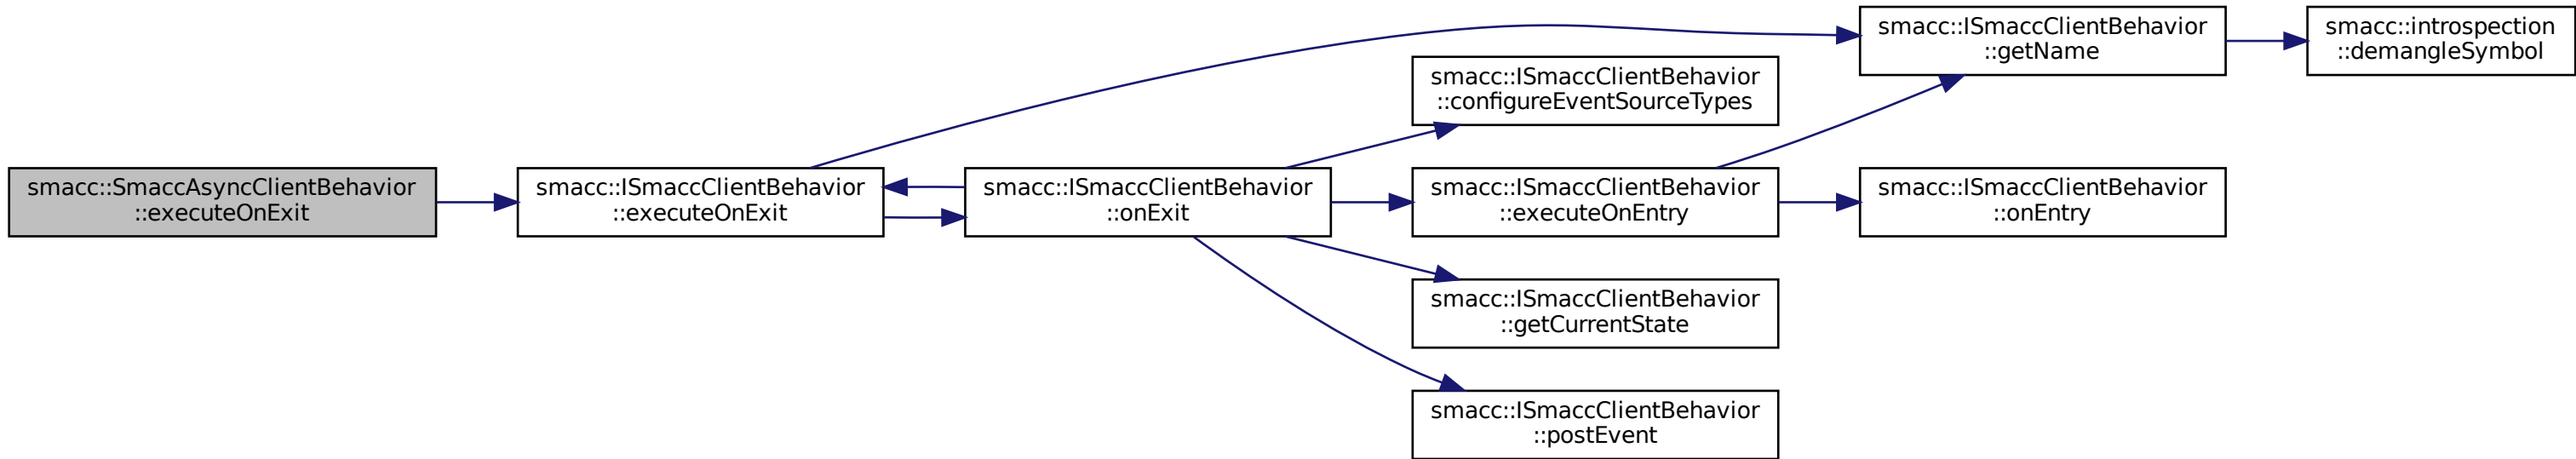 smacc::SmaccAsyncClientBehavior
::executeOnExit
smacc::ISmaccClientBehavior
::executeOnExit
smacc::ISmaccClientBehavior
::onExit
smacc::ISmaccClientBehavior
::configureEventSourceTypes
smacc::ISmaccClientBehavior
::executeOnEntry
smacc::ISmaccClientBehavior
::getCurrentState
smacc::ISmaccClientBehavior
::postEvent
smacc::ISmaccClientBehavior
::getName
smacc::ISmaccClientBehavior
::onEntry
smacc::introspection
::demangleSymbol